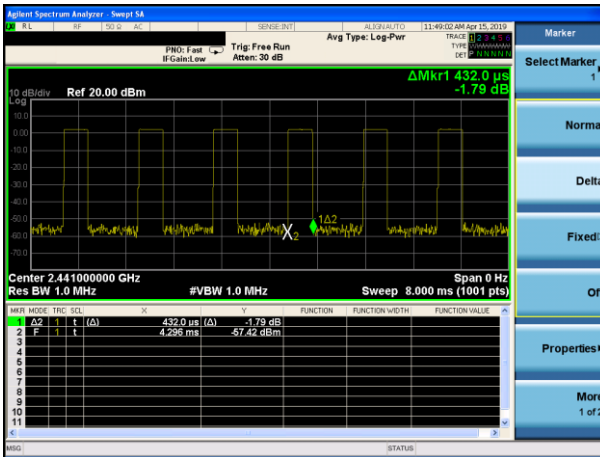 Agilent Spectrum Analyzer - Swept SA
RL RF 50 Ω AC SENSE:INT ALIGNAUTO 11:49:02 AM Apr 15, 2019
PNO: Fast Trig: Free Run Avg Type: Log-Pwr TRACE 1 2 3 4 5 6
IFGain:Low Atten: 30 dB TYPE
DET P N N N N N
ΔMkr1 432.0 µs
-1.79 dB
10 dB/div Ref 20.00 dBm
Log
10.0
0.00
-10.0
-20.0
-30.0
-40.0
-50.0
-60.0
-70.0
X2 1Δ2
Center 2.441000000 GHz Span 0 Hz
Res BW 1.0 MHz #VBW 1.0 MHz Sweep 8.000 ms (1001 pts)
MKR MODE TRC SCL X Y FUNCTION FUNCTION WIDTH FUNCTION VALUE
1 Δ2 1 t (Δ) 432.0 µs (Δ) -1.79 dB
2 F 1 t 4.296 ms -57.42 dBm
3
4
5
6
7
8
9
10
11
MSG STATUS
Marker
Select Marker
1
Norma
Delta
Fixed
Of
Properties
More
1 of 2